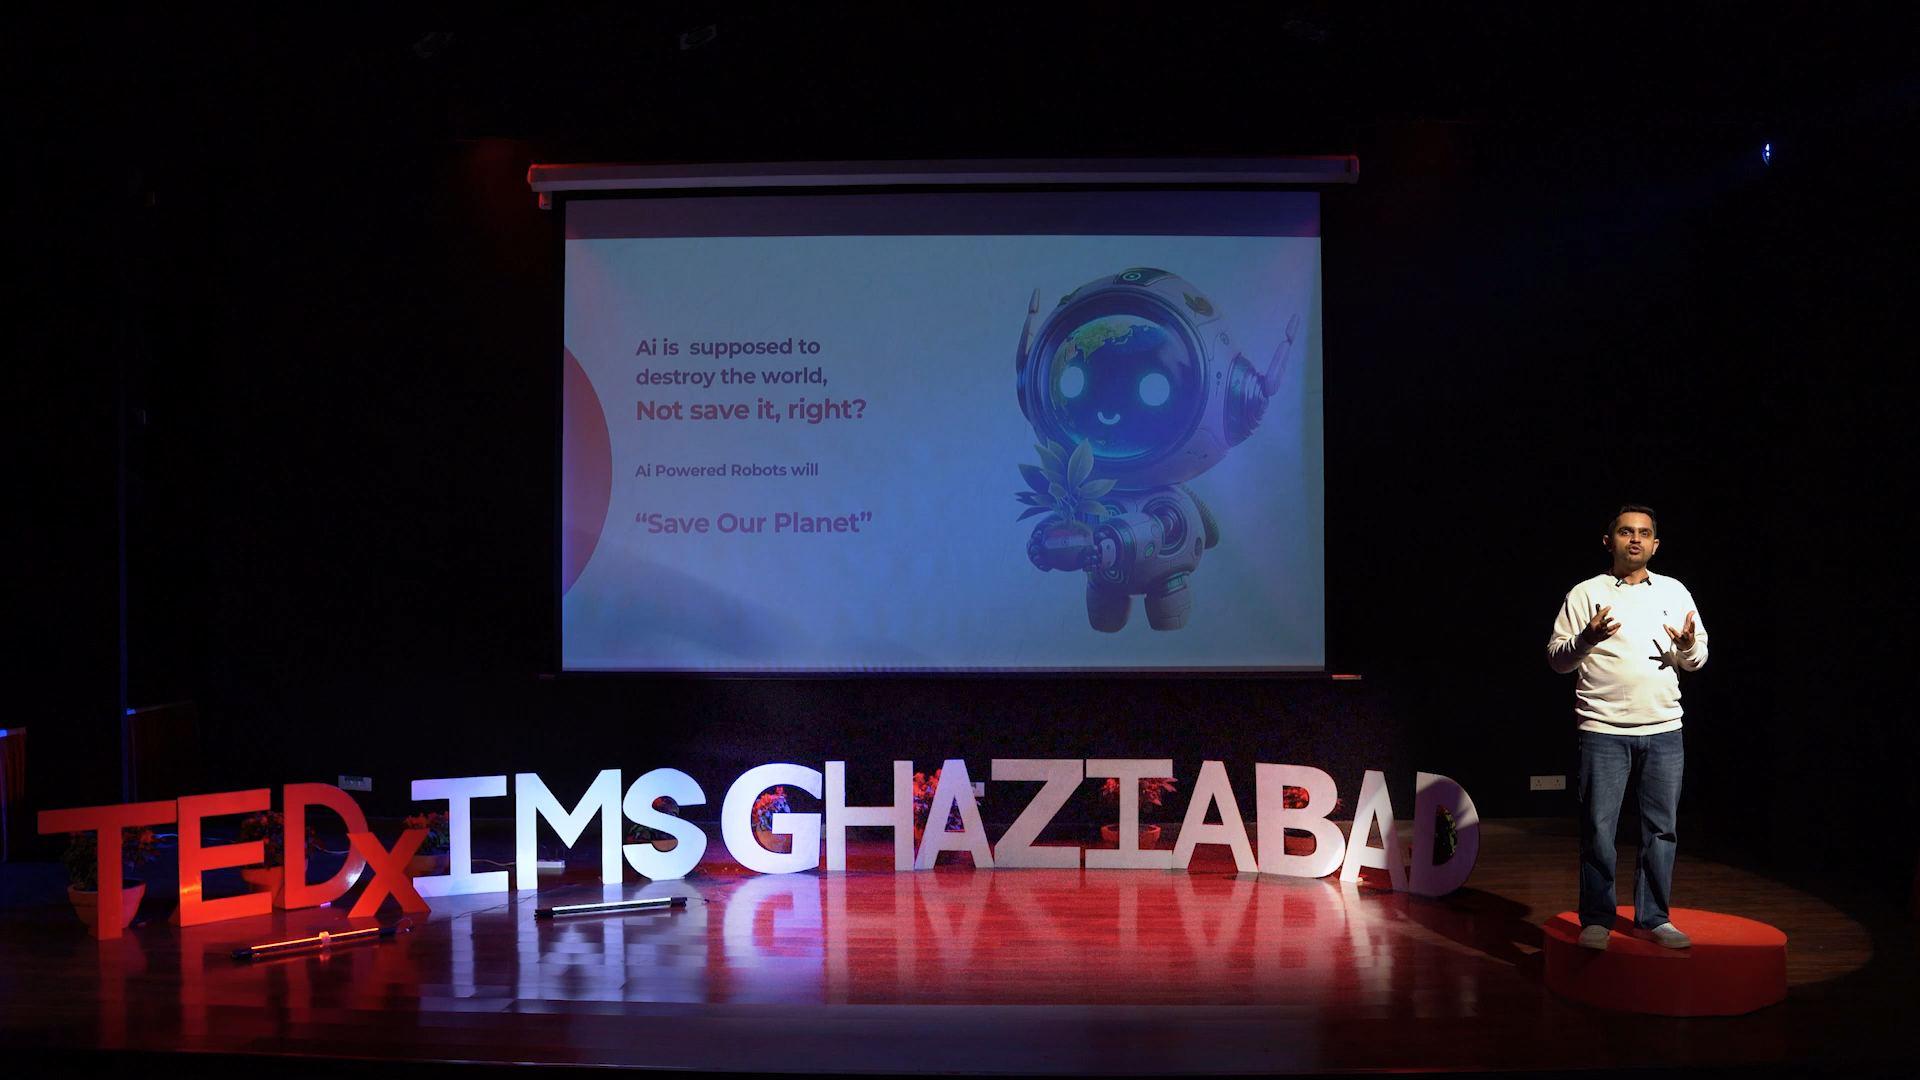 Ai is supposed to
destroy the world,
Not save it, right?
Ai Powered Robots will
“Save Our Planet”
TEDx IMS GHAZIABAD